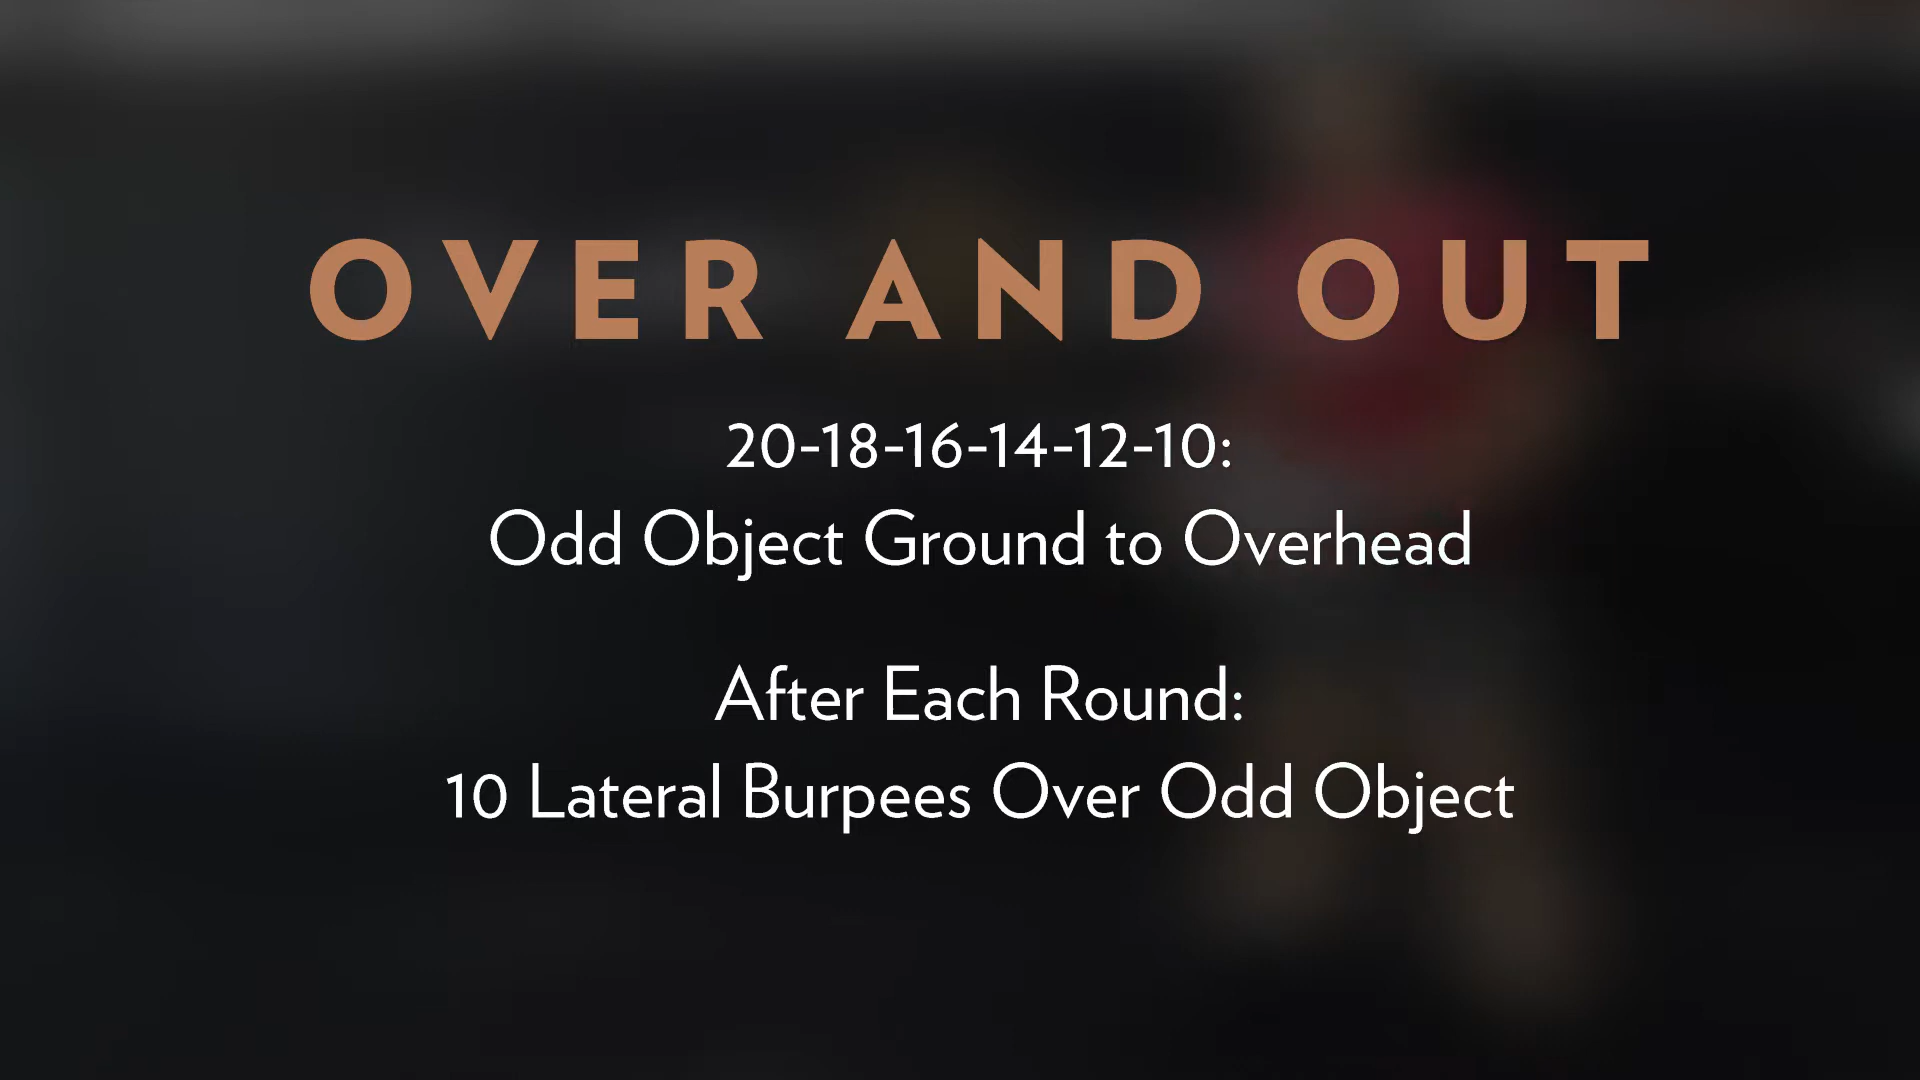 OVER AND OUT
20-18-16-14-12-10:
Odd Object Ground to Overhead
After Each Round:
10 Lateral Burpees Over Odd Object